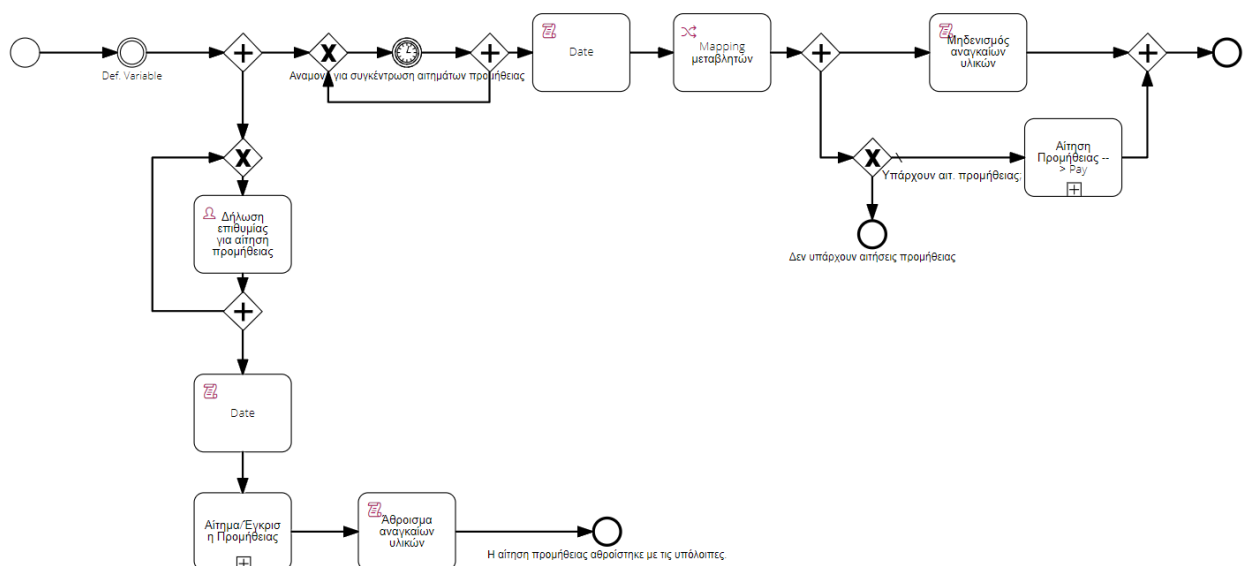 Def. Variable
Αναμονή για συγκέντρωση αιτημάτων προμήθειας
Date
Mapping
μεταβλητών
Μηδενισμός
αναγκαίων
υλικών
Υπάρχουν αιτ. προμήθειας;
Αίτηση
Προμήθειας --
> Pay
Δεν υπάρχουν αιτήσεις προμήθειας
Δήλωση
επιθυμίας
για αίτηση
προμήθειας
Date
Αίτημα/Έγκρισ
η Προμήθειας
Άθροισμα
αναγκαίων
υλικών
Η αίτηση προμήθειας αθροίστηκε με τις υπόλοιπες.